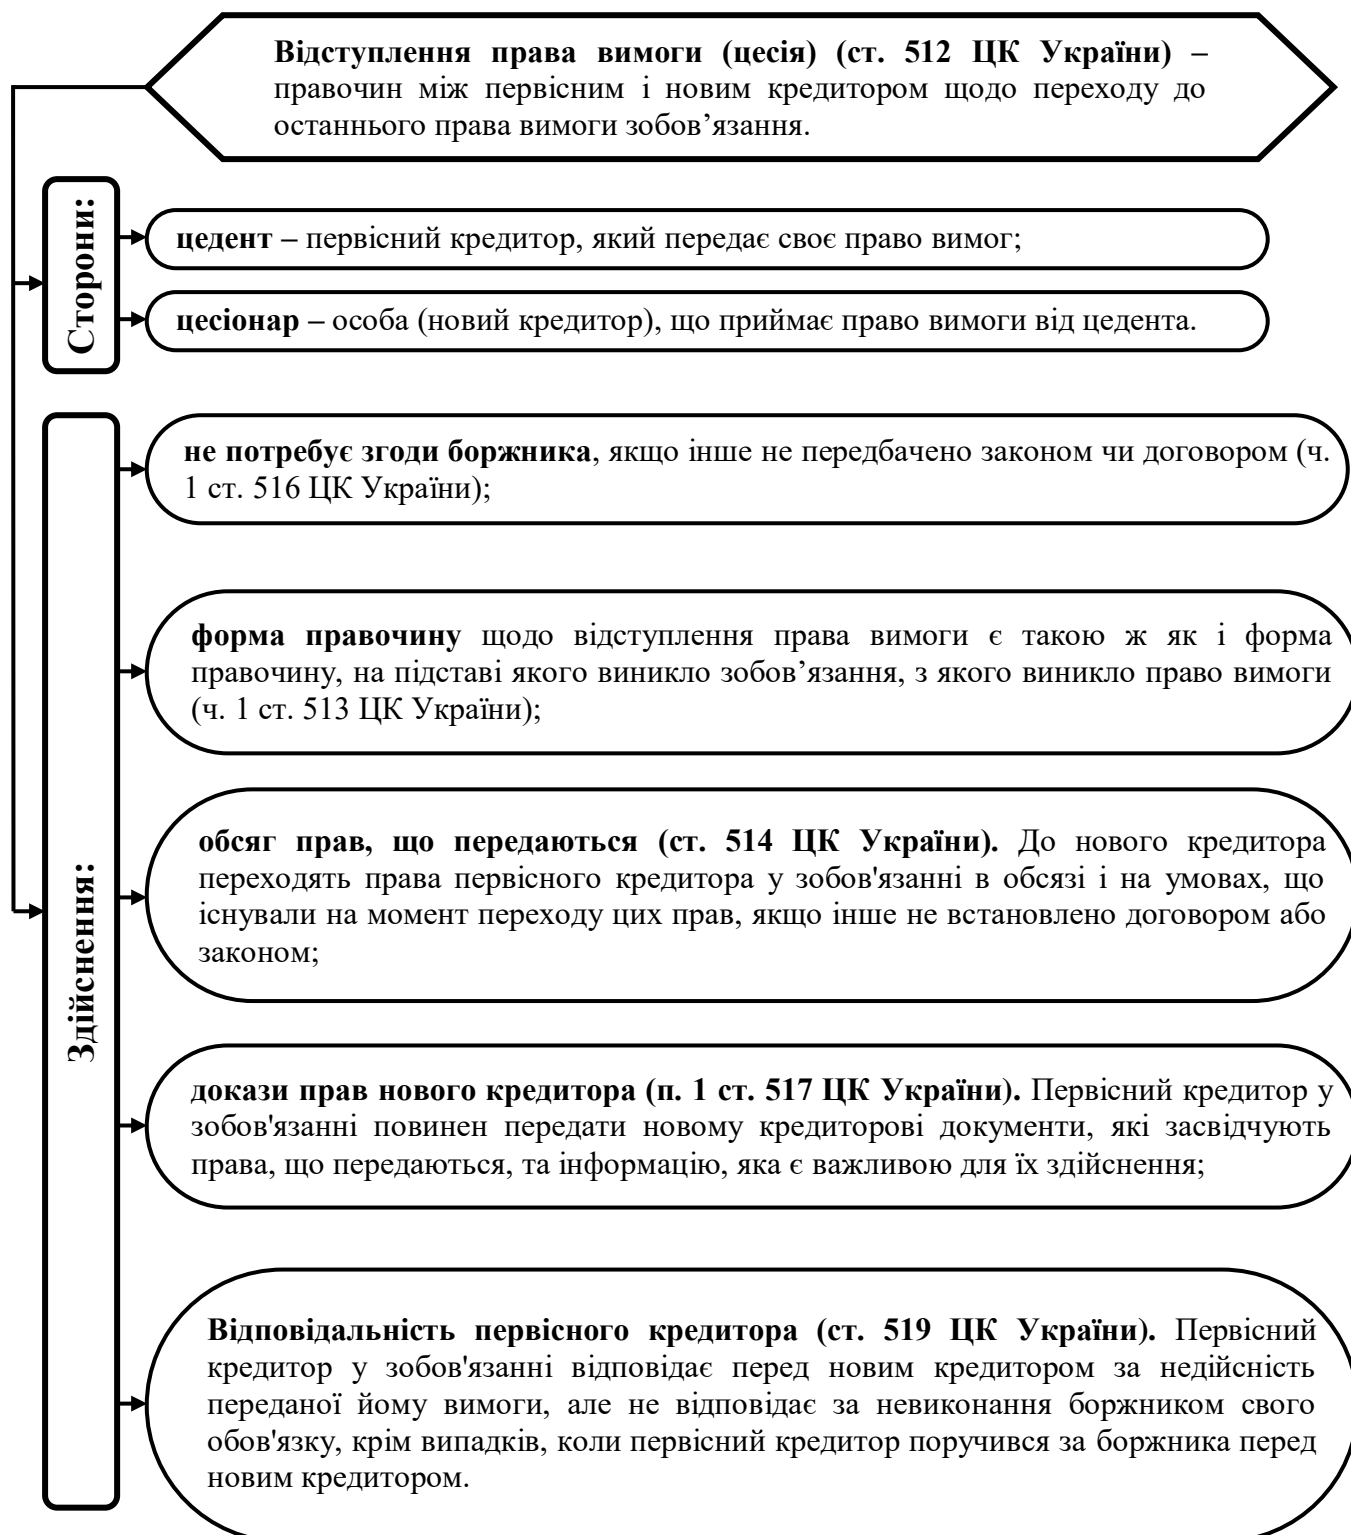 Відступлення права вимоги (цесія) (ст. 512 ЦК України) –
правочин між первісним і новим кредитором щодо переходу до
останнього права вимоги зобов’язання.
Сторони:
цедент – первісний кредитор, який передає своє право вимог;
цесіонар – особа (новий кредитор), що приймає право вимоги від цедента.
Здійснення:
не потребує згоди боржника, якщо інше не передбачено законом чи договором (ч.
1 ст. 516 ЦК України);
форма правочину щодо відступлення права вимоги є такою ж як і форма
правочину, на підставі якого виникло зобов’язання, з якого виникло право вимоги
(ч. 1 ст. 513 ЦК України);
обсяг прав, що передаються (ст. 514 ЦК України). До нового кредитора
переходять права первісного кредитора у зобов'язанні в обсязі і на умовах, що
існували на момент переходу цих прав, якщо інше не встановлено договором або
законом;
докази прав нового кредитора (п. 1 ст. 517 ЦК України). Первісний кредитор у
зобов'язанні повинен передати новому кредиторові документи, які засвідчують
права, що передаються, та інформацію, яка є важливою для їх здійснення;
Відповідальність первісного кредитора (ст. 519 ЦК України). Первісний
кредитор у зобов'язанні відповідає перед новим кредитором за недійсність
переданої йому вимоги, але не відповідає за невиконання боржником свого
обов'язку, крім випадків, коли первісний кредитор поручився за боржника перед
новим кредитором.